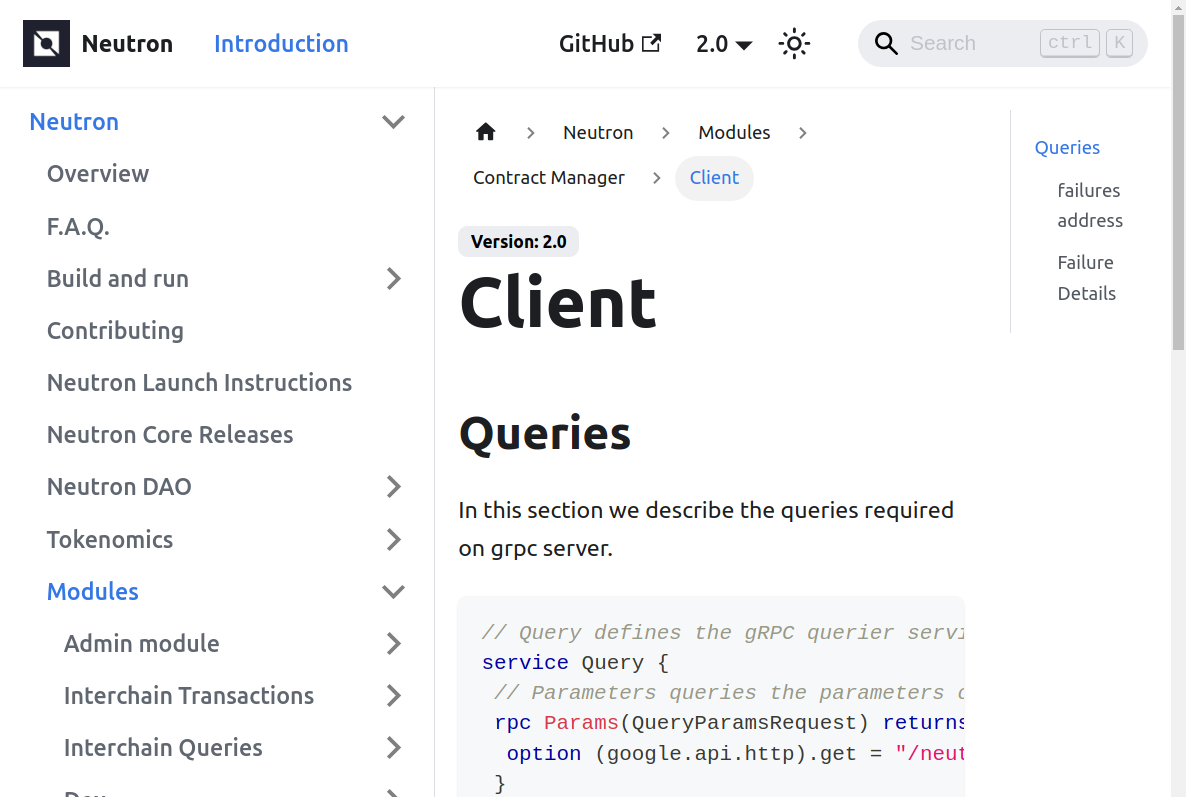 Neutron
Introduction
GitHub
2.0
Search
ctrl K
Neutron
Overview
F.A.Q.
Build and run
Contributing
Neutron Launch Instructions
Neutron Core Releases
Neutron DAO
Tokenomics
Modules
Admin module
Interchain Transactions
Interchain Queries
Neutron
Modules
Contract Manager
Client
Version: 2.0
Client
Queries
In this section we describe the queries required
on grpc server.
// Query defines the gRPC querier servi
service Query {
// Parameters queries the parameters
rpc Params(QueryParamsRequest) returns
option (google.api.http).get = "/neut
}
Queries
failures
address
Failure
Details